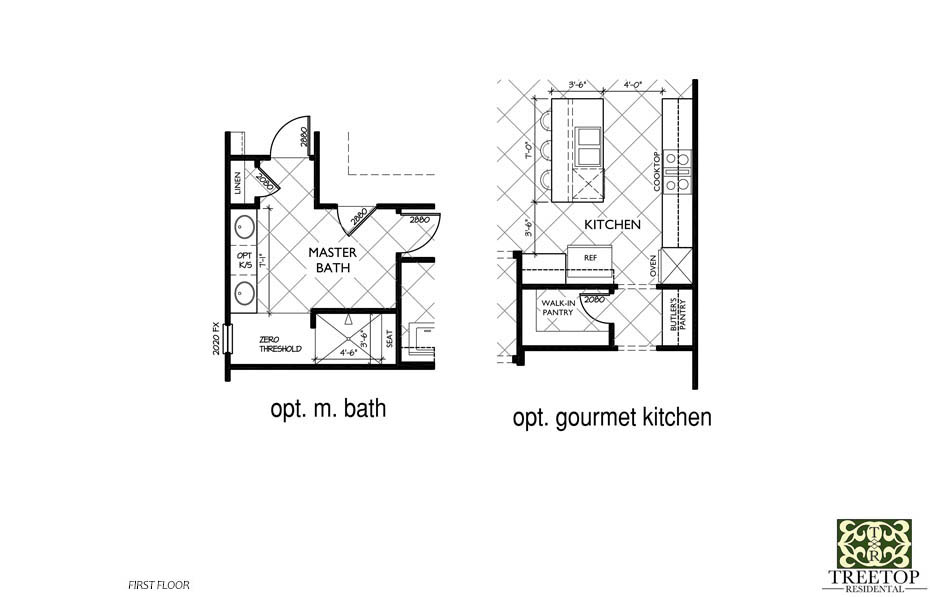 2880
2080
LINEN
2880
2880
OPT
K/S
7'-1"
MASTER
BATH
2020 FX
ZERO
THRESHOLD
3'-6"
4'-6"
SEAT
opt. m. bath
3'-6"
4'-0"
7'-0"
COOKTOP
3'-6"
KITCHEN
REF
OVEN
WALK-IN
PANTRY
2080
BUTLER'S
PANTRY
opt. gourmet kitchen
FIRST FLOOR
T
R
TREETOP
RESIDENTAL